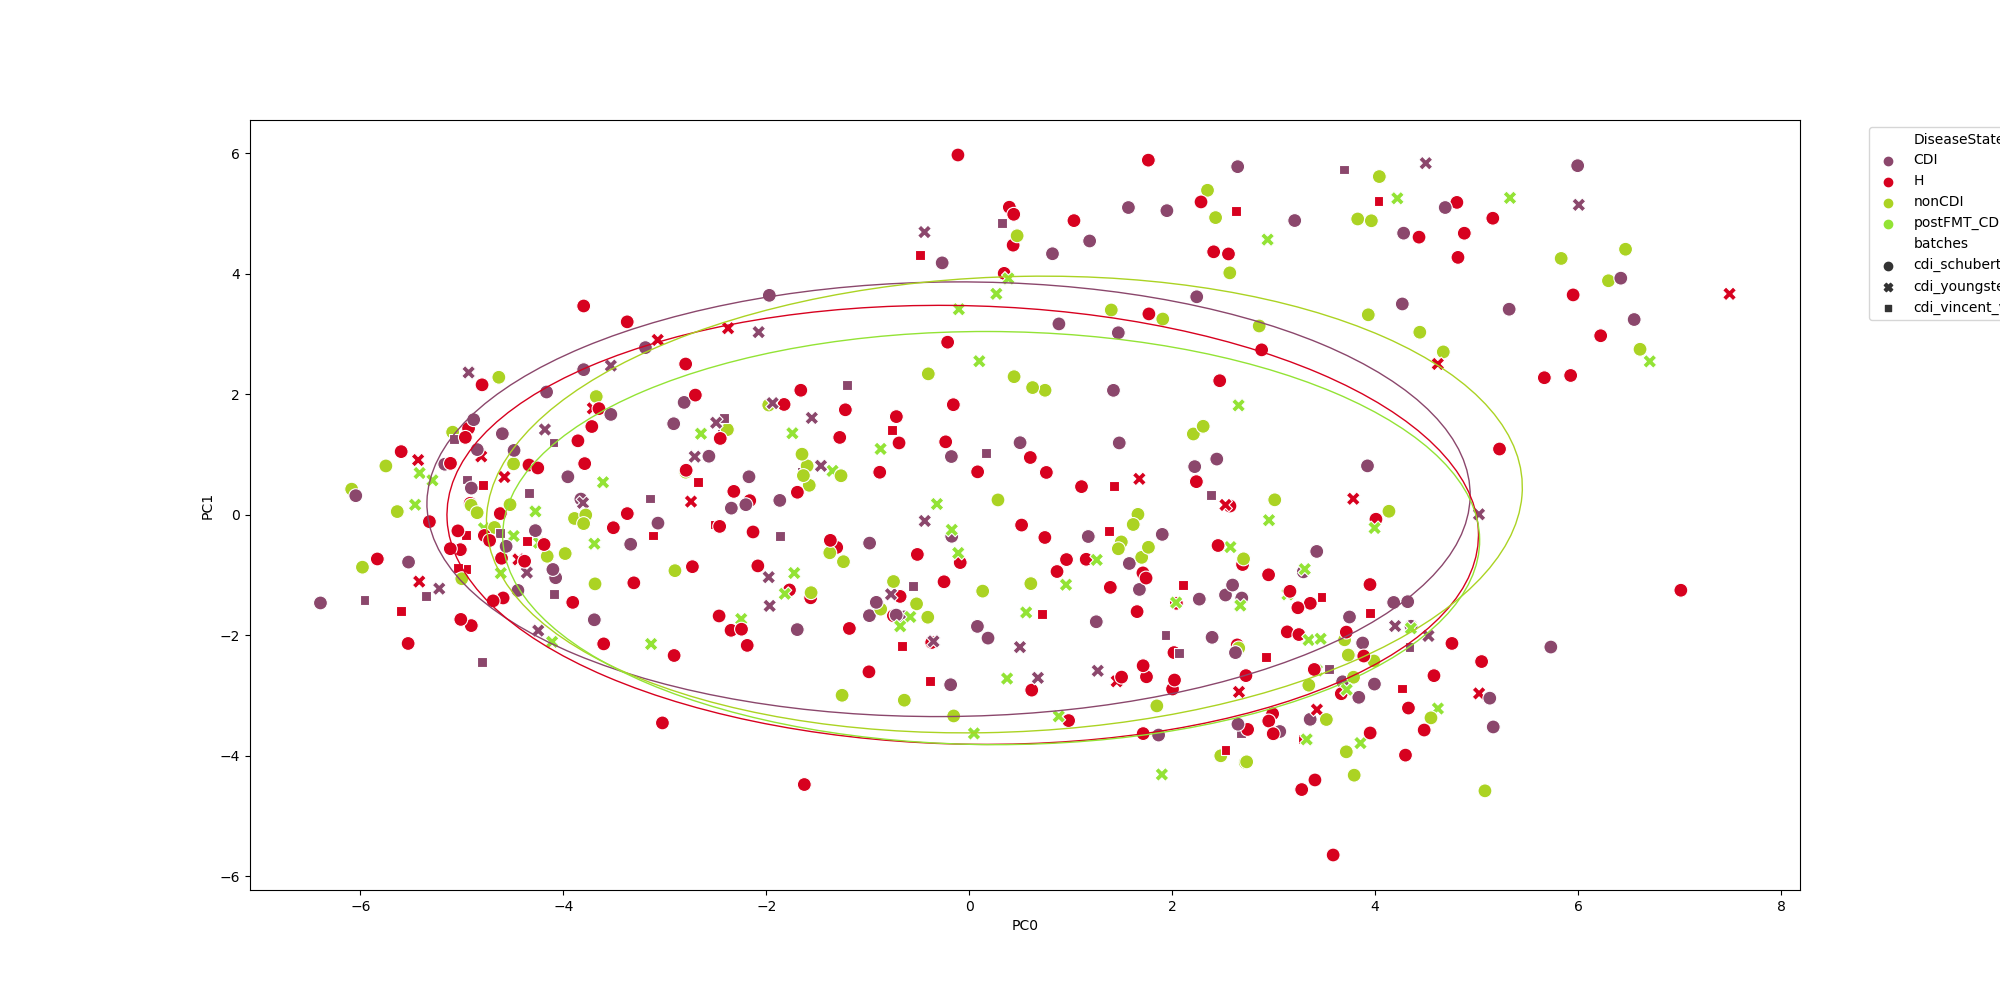 DiseaseState
CDI
H
nonCDI
postFMT_CD
batches
cdi_schubert
cdi_youngste
cdi_vincent_
6
4
2
0
−2
−4
−6
PC1
−6
−4
−2
0
2
4
6
8
PC0